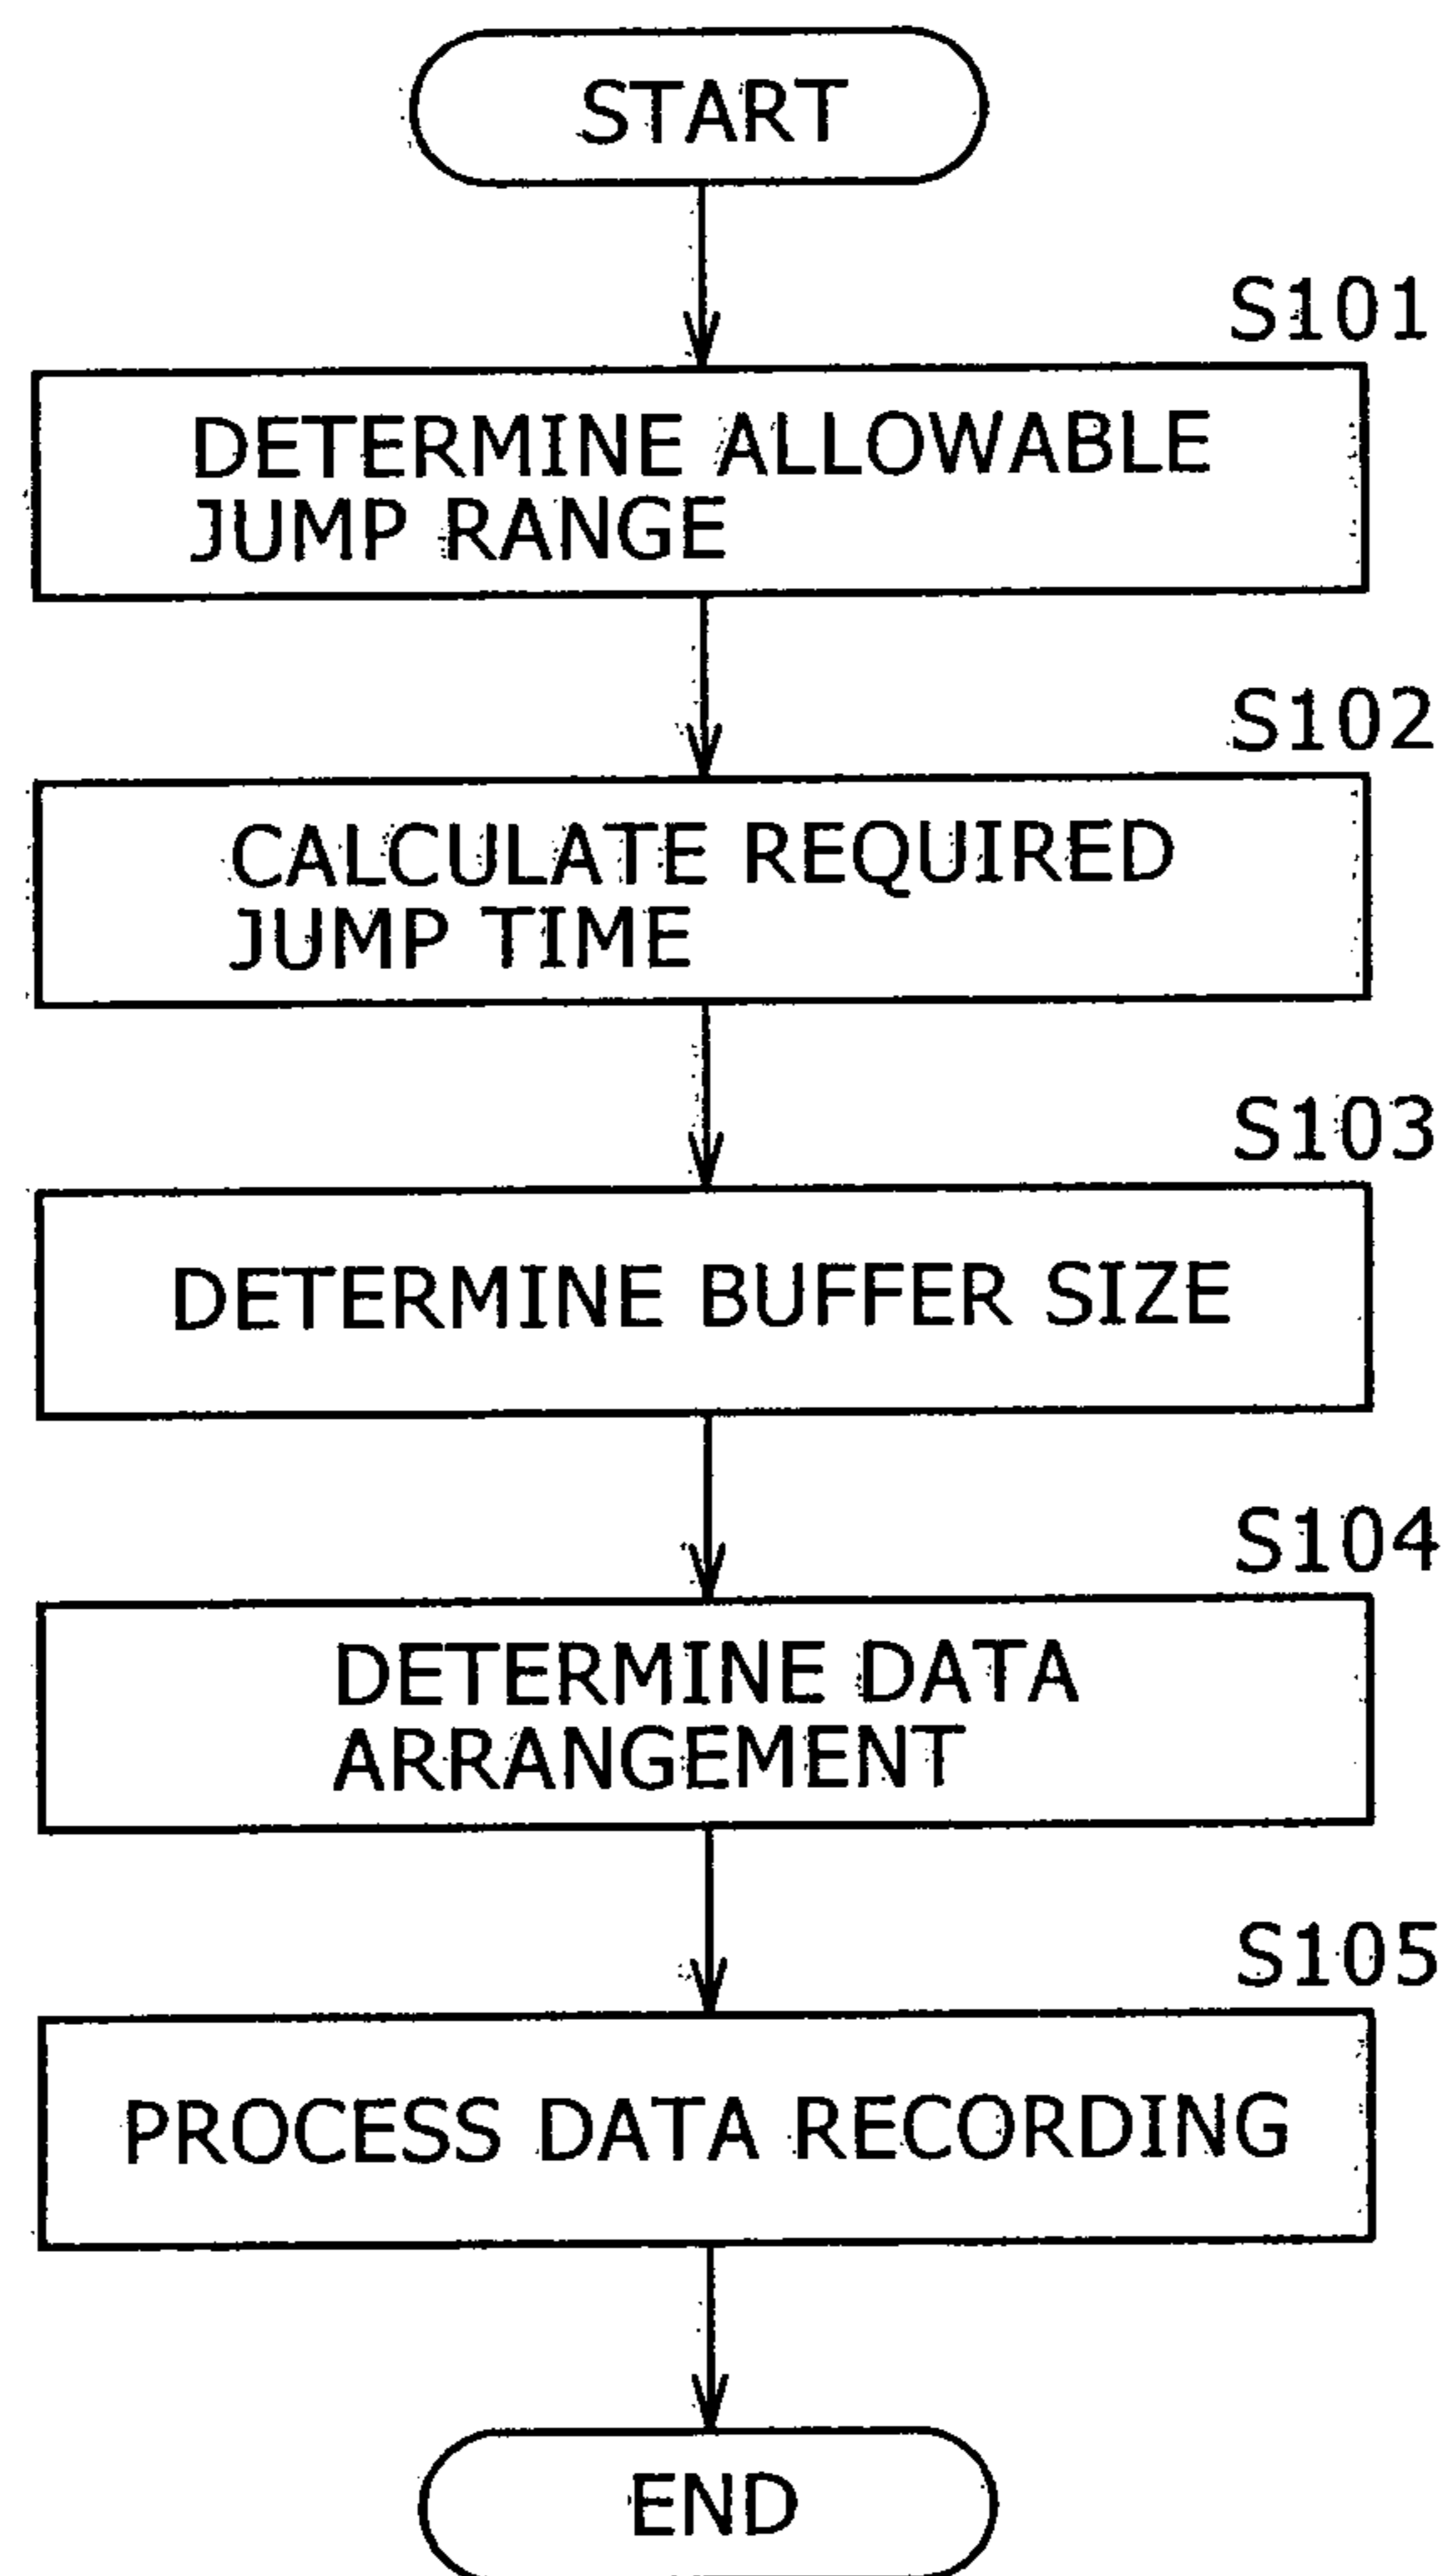 START
S101
DETERMINE ALLOWABLE
JUMP RANGE
S102
CALCULATE REQUIRED
JUMP TIME
S103
DETERMINE BUFFER SIZE
S104
DETERMINE DATA
ARRANGEMENT
S105
PROCESS DATA RECORDING
END